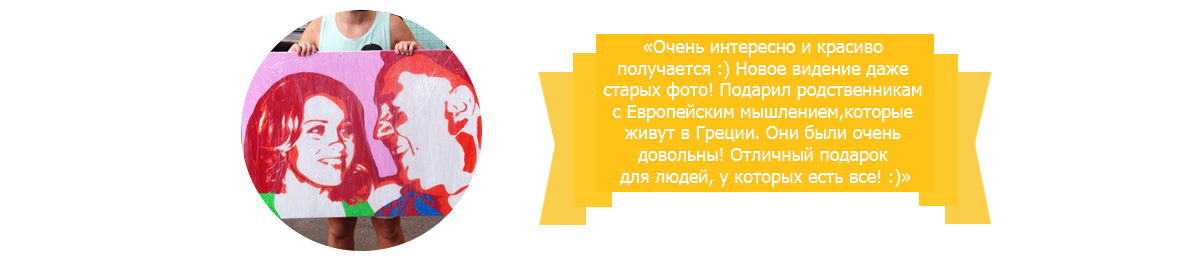 «Очень интересно и красиво
получается :) Новое видение даже
старых фото! Подарил родственникам
с Европейским мышлением,которые
живут в Греции. Они были очень
довольны! Отличный подарок
для людей, у которых есть все! :)»